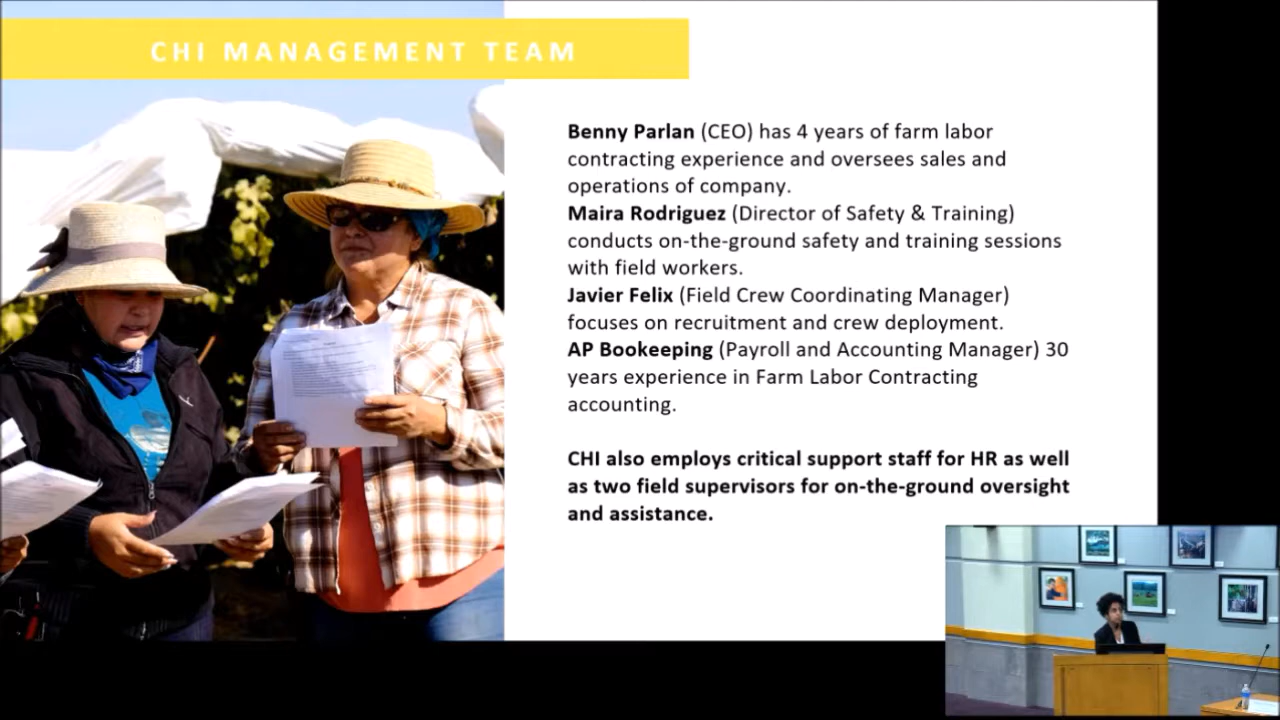 CHI MANAGEMENT TEAM
Benny Parlan (CEO) has 4 years of farm labor
contracting experience and oversees sales and
operations of company.
Maira Rodriguez (Director of Safety & Training)
conducts on-the-ground safety and training sessions
with field workers.
Javier Felix (Field Crew Coordinating Manager)
focuses on recruitment and crew deployment.
AP Bookeeping (Payroll and Accounting Manager) 30
years experience in Farm Labor Contracting
accounting.
CHI also employs critical support staff for HR as well
as two field supervisors for on-the-ground oversight
and assistance.